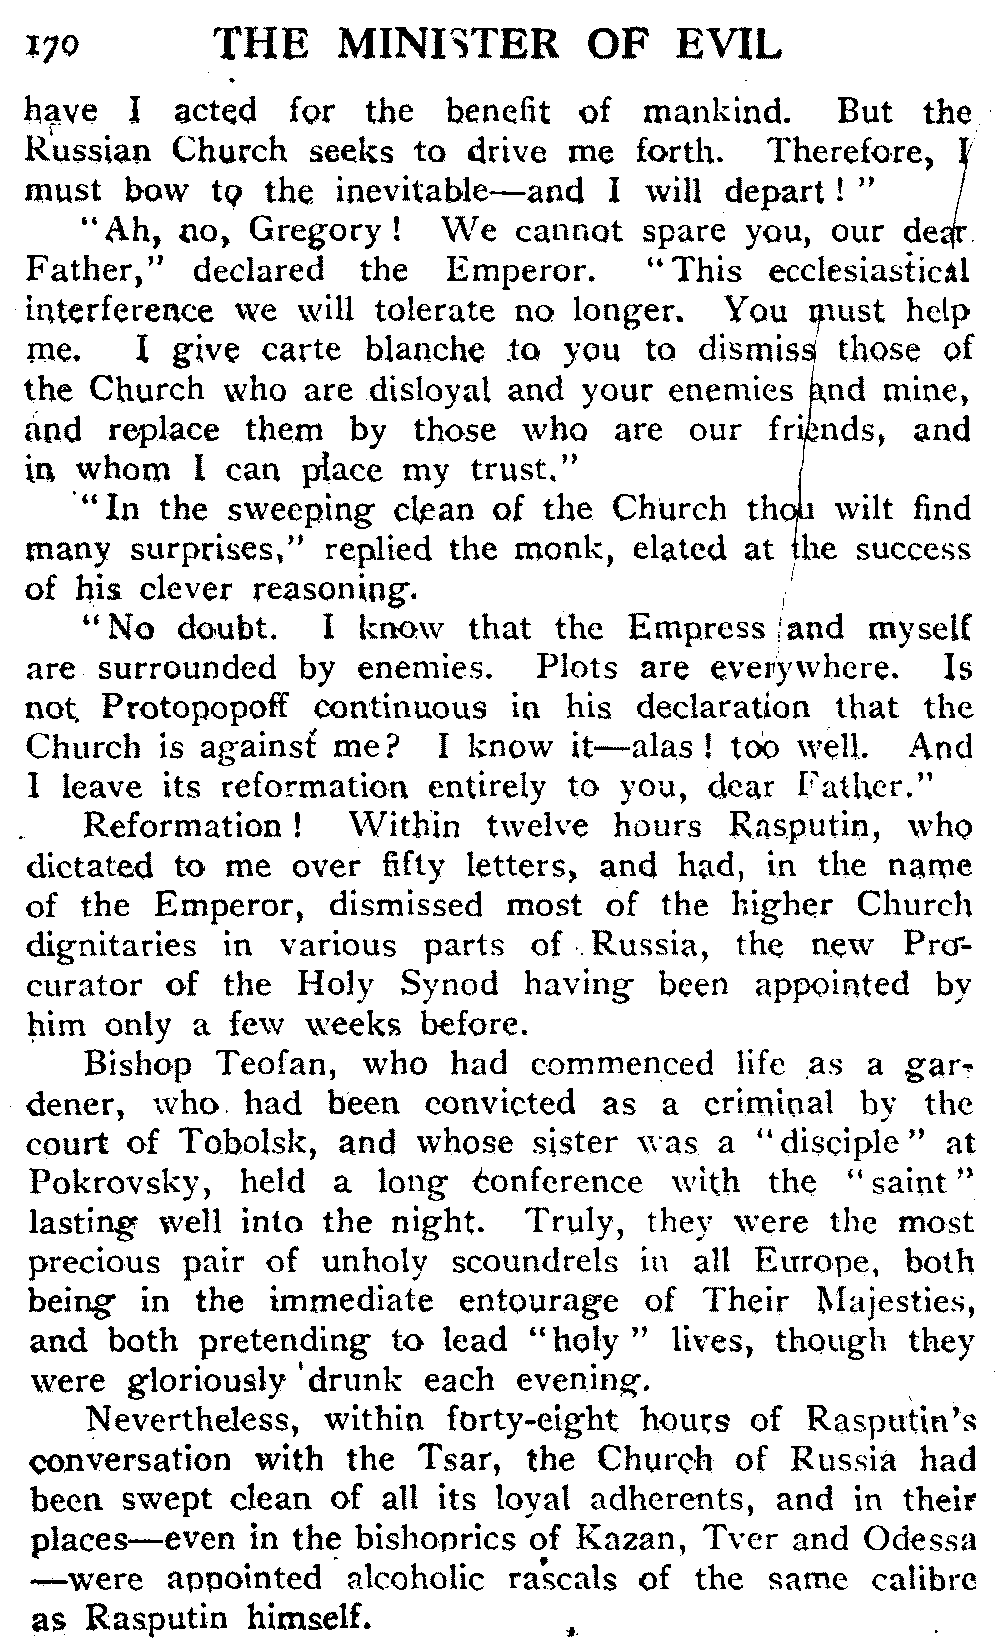 170 THE MINISTER OF EVIL
have I acted for the benefit of mankind. But the
Russian Church seeks to drive me forth. Therefore, I
must bow to the inevitable—and I will depart! "
"Ah, no, Gregory! We cannot spare you, our dear
Father," declared the Emperor. "This ecclesiastical
interference we will tolerate no longer. You must help
me. I give carte blanche to you to dismiss those of
the Church who are disloyal and your enemies and mine,
and replace them by those who are our friends, and
in whom I can place my trust."
"In the sweeping clean of the Church thou wilt find
many surprises," replied the monk, elated at the success
of his clever reasoning.
"No doubt. I know that the Empress and myself
are surrounded by enemies. Plots are everywhere. Is
not Protopopoff continuous in his declaration that the
Church is against me? I know it—alas! too well. And
I leave its reformation entirely to you, dear Father."
Reformation! Within twelve hours Rasputin, who
dictated to me over fifty letters, and had, in the name
of the Emperor, dismissed most of the higher Church
dignitaries in various parts of Russia, the new Pro-
curator of the Holy Synod having been appointed by
him only a few weeks before.
Bishop Teofan, who had commenced life as a gar-
dener, who had been convicted as a criminal by the
court of Tobolsk, and whose sister was a "disciple" at
Pokrovsky, held a long conference with the "saint"
lasting well into the night. Truly, they were the most
precious pair of unholy scoundrels in all Europe, both
being in the immediate entourage of Their Majesties,
and both pretending to lead "holy" lives, though they
were gloriously drunk each evening.
Nevertheless, within forty-eight hours of Rasputin's
conversation with the Tsar, the Church of Russia had
been swept clean of all its loyal adherents, and in their
places—even in the bishoprics of Kazan, Tver and Odessa
—were appointed alcoholic rascals of the same calibre
as Rasputin himself.